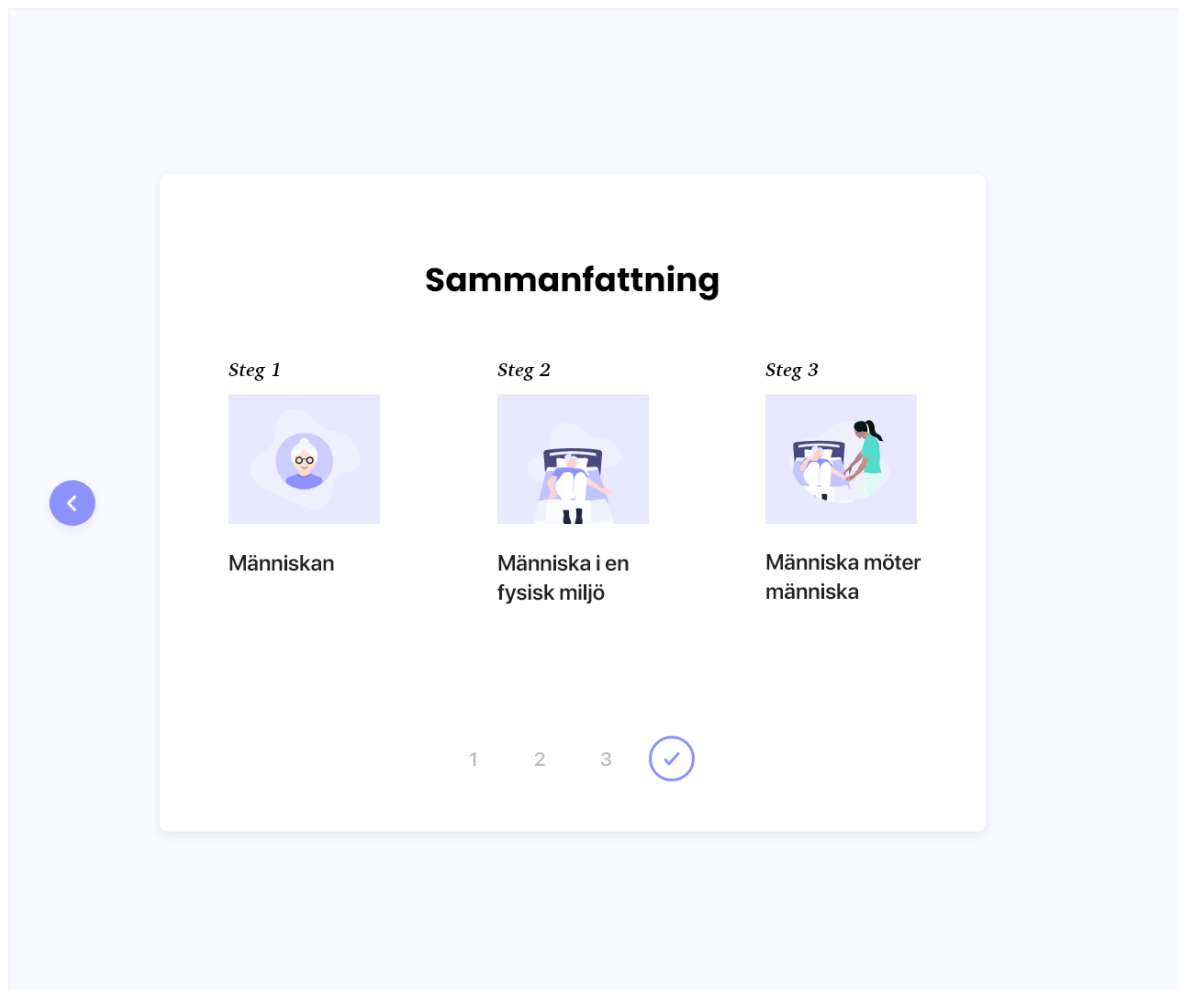 Sammanfattning
Steg 1
Steg 2
Steg 3
Människan
Människa i en
fysisk miljö
Människa möter
människa
1 2 3